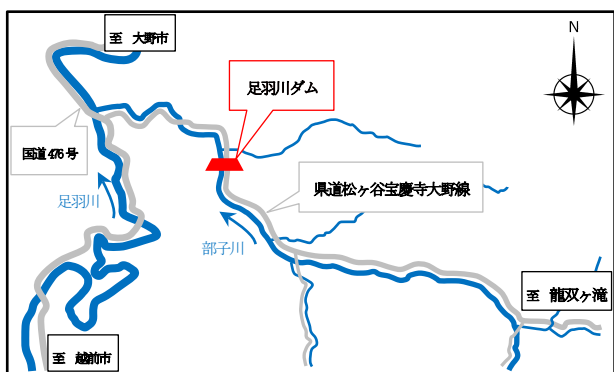 至 大野市
N
足羽川ダム
国道476号
県道松ヶ谷宝慶寺大野線
足羽川
部子川
至 龍双ヶ滝
至 越前市